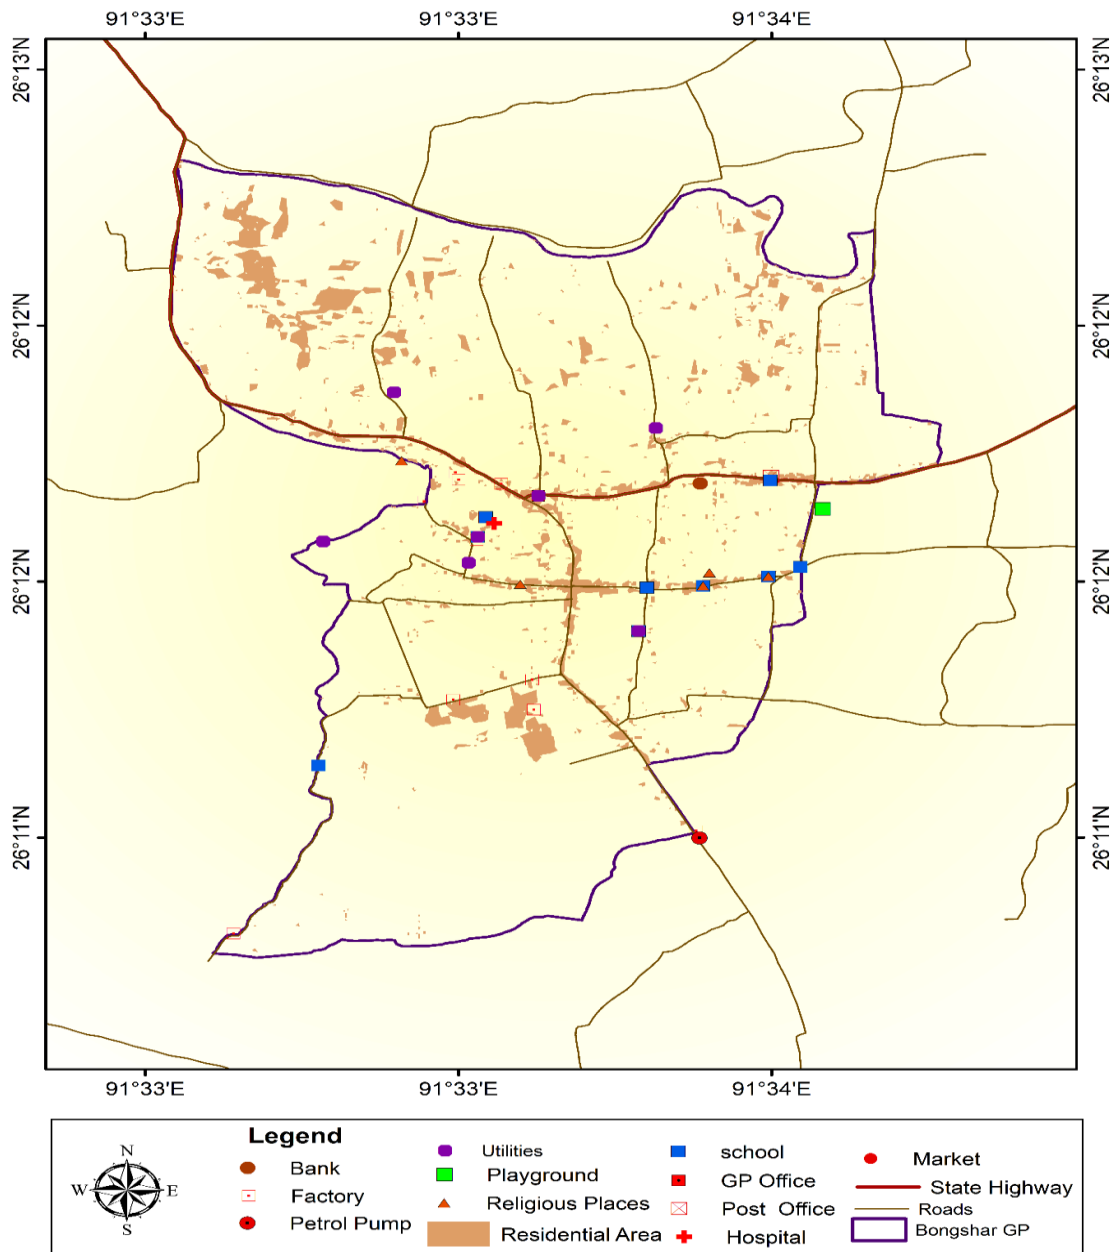 91°33'E 91°33'E 91°34'E
26°13'N 26°13'N
26°12'N 26°12'N
26°12'N 26°12'N
26°11'N 26°11'N
91°33'E 91°33'E 91°34'E
Legend
N
W E
S
Bank
Factory
Petrol Pump
Utilities
Playground
Religious Places
Residential Area
school
GP Office
Post Office
Hospital
Market
State Highway
Roads
Bongshar GP